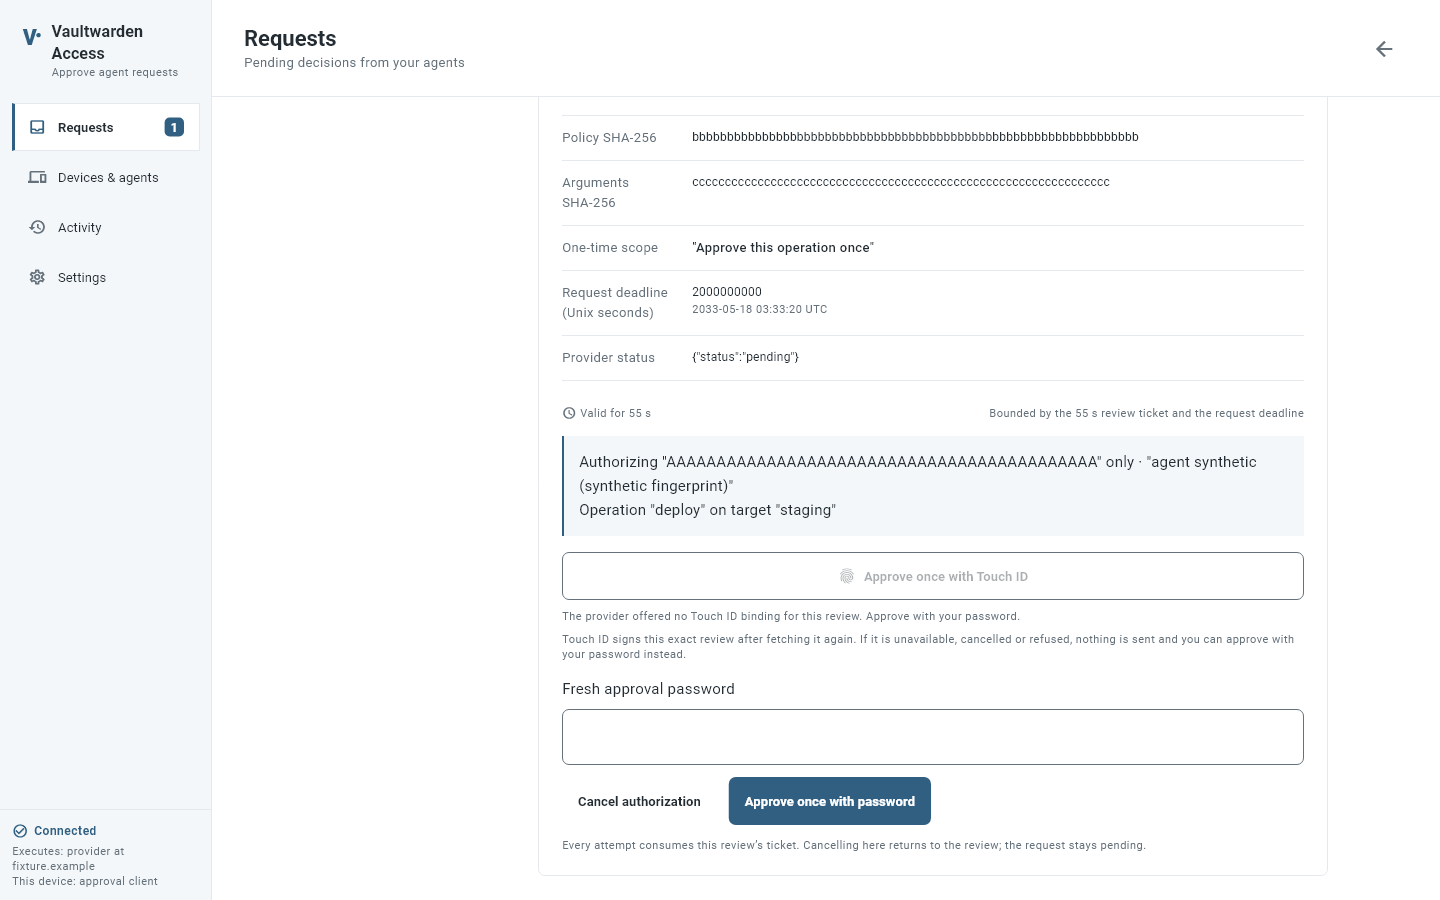 Vaultwarden
Access
Approve agent requests
Requests
1
Devices & agents
Activity
Settings
Connected
Executes: provider at
fixture.example
This device: approval client
Requests
Pending decisions from your agents
Policy SHA-256
bbbbbbbbbbbbbbbbbbbbbbbbbbbbbbbbbbbbbbbbbbbbbbbbbbbbbbbbbbbbbbbb
Arguments
SHA-256
cccccccccccccccccccccccccccccccccccccccccccccccccccccccccccccccc
One-time scope
"Approve this operation once"
Request deadline
(Unix seconds)
2000000000
2033-05-18 03:33:20 UTC
Provider status
{"status":"pending"}
Valid for 55 s
Bounded by the 55 s review ticket and the request deadline
Authorizing "AAAAAAAAAAAAAAAAAAAAAAAAAAAAAAAAAAAAAAAAAAA" only · "agent synthetic
(synthetic fingerprint)"
Operation "deploy" on target "staging"
Approve once with Touch ID
The provider offered no Touch ID binding for this review. Approve with your password.
Touch ID signs this exact review after fetching it again. If it is unavailable, cancelled or refused, nothing is sent and you can approve with
your password instead.
Fresh approval password
Cancel authorization
Approve once with password
Every attempt consumes this review's ticket. Cancelling here returns to the review; the request stays pending.